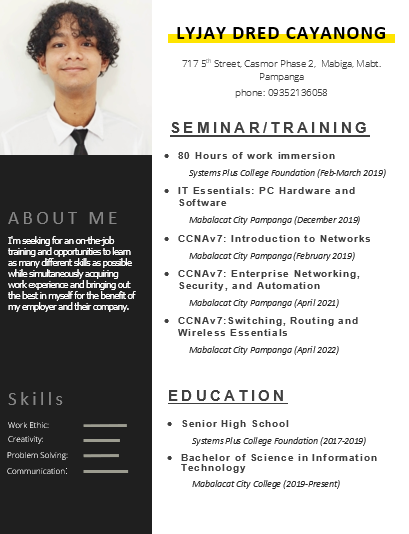 LYJAY DRED CAYANONG
717 5th Street, Casmor Phase 2, Mabiga, Mabt.
Pampanga
phone: 09352136058
SEMINAR/TRAINING
• 80 Hours of work immersion
Systems Plus College Foundation (Feb-March 2019)
• IT Essentials: PC Hardware and
Software
Mabalacat City Pampanga (December 2019)
• CCNAv7: Introduction to Networks
Mabalacat City Pampanga (February 2019)
• CCNAv7: Enterprise Networking,
Security, and Automation
Mabalacat City Pampanga (April 2021)
• CCNAv7:Switching, Routing and
Wireless Essentials
Mabalacat City Pampanga (April 2022)
EDUCATION
• Senior High School
Systems Plus College Foundation (2017-2019)
• Bachelor of Science in Information
Technology
Mabalacat City College (2019-Present)
ABOUT ME
I'm seeking for an on-the-job
training and opportunities to learn
as many different skills as possible
while simultaneously acquiring
work experience and bringing out
the best in myself for the benefit of
my employer and their company.
Skills
Work Ethic:
Creativity:
Problem Solving:
Communication: